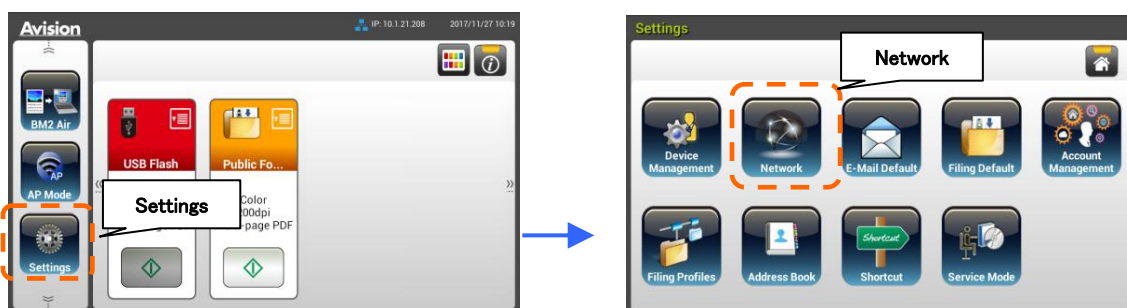 Avision
IP: 10.1.21.208 2017/11/27 10:19
BM2 Air
AP
AP Mode
Settings
USB Flash
Public Fo...
Color
00dpi
-page PDF
Settings
Settings
Network
Device
Management
Network
E-Mail Default
Filing Default
Account
Management
Filing Profiles
Address Book
Shortcut
Shortcut
Service Mode